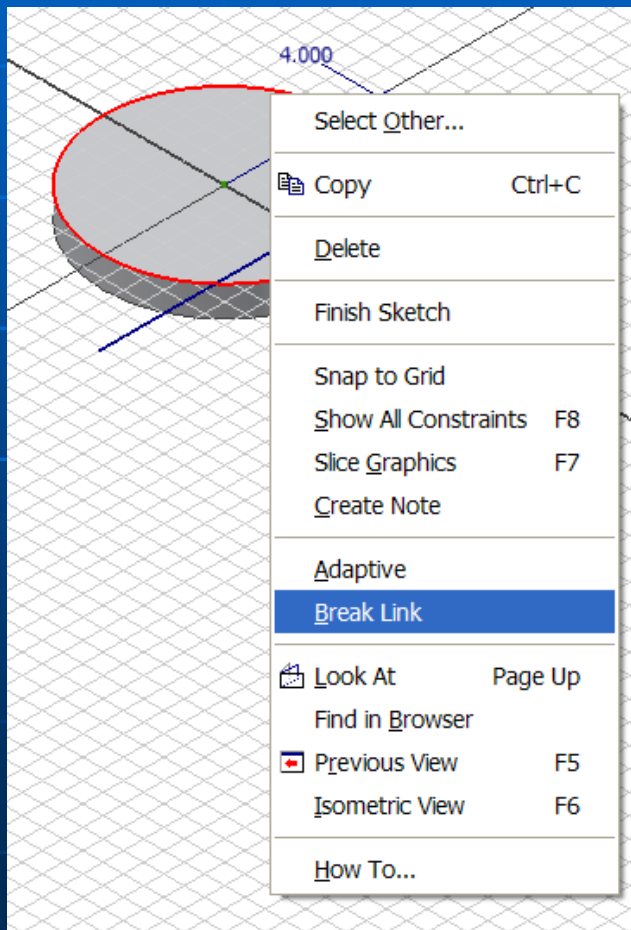 4.000
Select Other...
Copy Ctrl+C
Delete
Finish Sketch
Snap to Grid
Show All Constraints F8
Slice Graphics F7
Create Note
Adaptive
Break Link
Look At Page Up
Find in Browser
Previous View F5
Isometric View F6
How To...